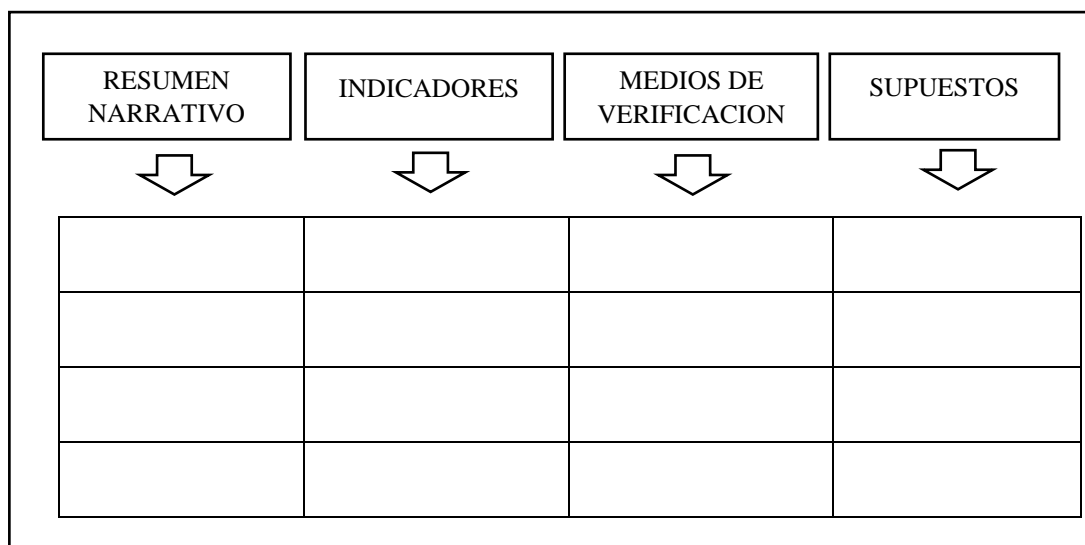 RESUMEN
NARRATIVO
INDICADORES
MEDIOS DE
VERIFICACION
SUPUESTOS